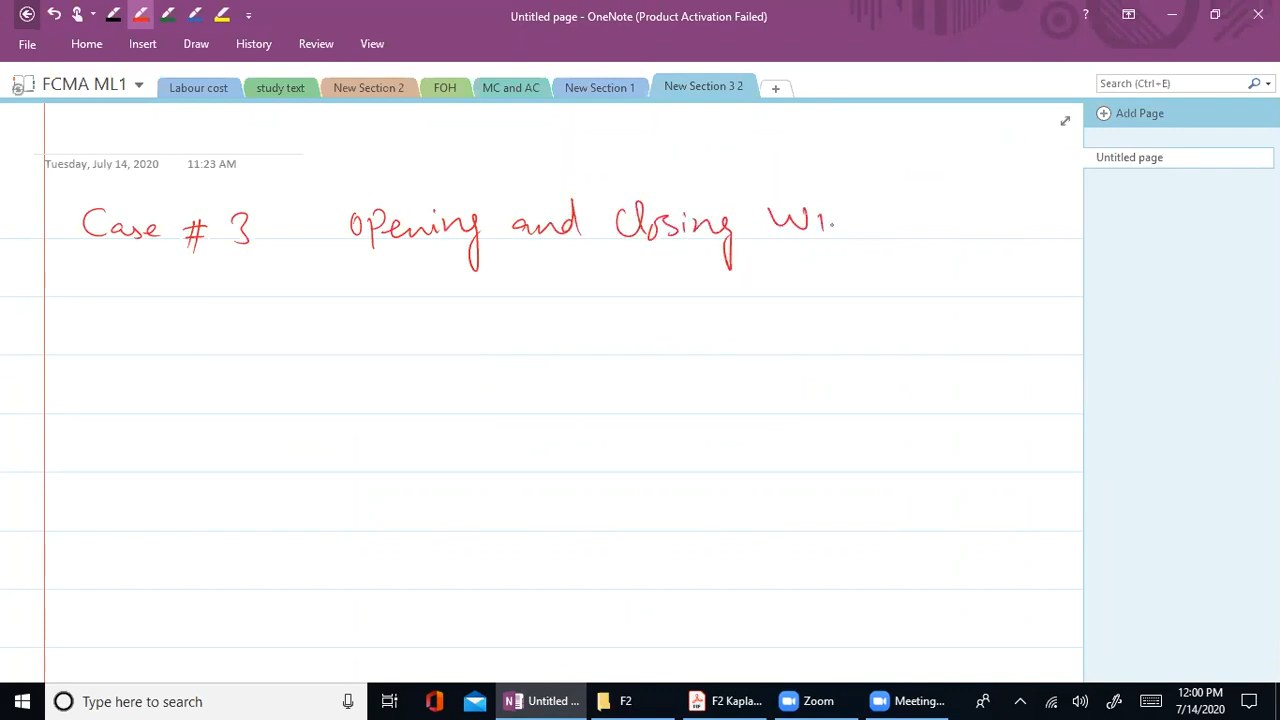 Untitled page - OneNote (Product Activation Failed)
File Home Insert Draw History Review View
FCMA ML1 Labour cost study text New Section 2 FOH MC and AC New Section 1 New Section 3 2 Search (Ctrl+E)
Add Page
Untitled page
Tuesday, July 14, 2020 11:23 AM
Case # 3 Opening and Closing WI
Type here to search Untitled ... F2 F2 Kapla... Zoom Meeting... 12:00 PM
7/14/2020